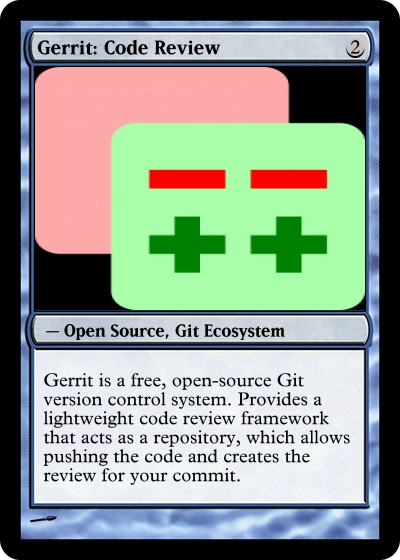 Gerrit: Code Review 2
— Open Source, Git Ecosystem
Gerrit is a free, open-source Git
version control system. Provides a
lightweight code review framework
that acts as a repository, which allows
pushing the code and creates the
review for your commit.